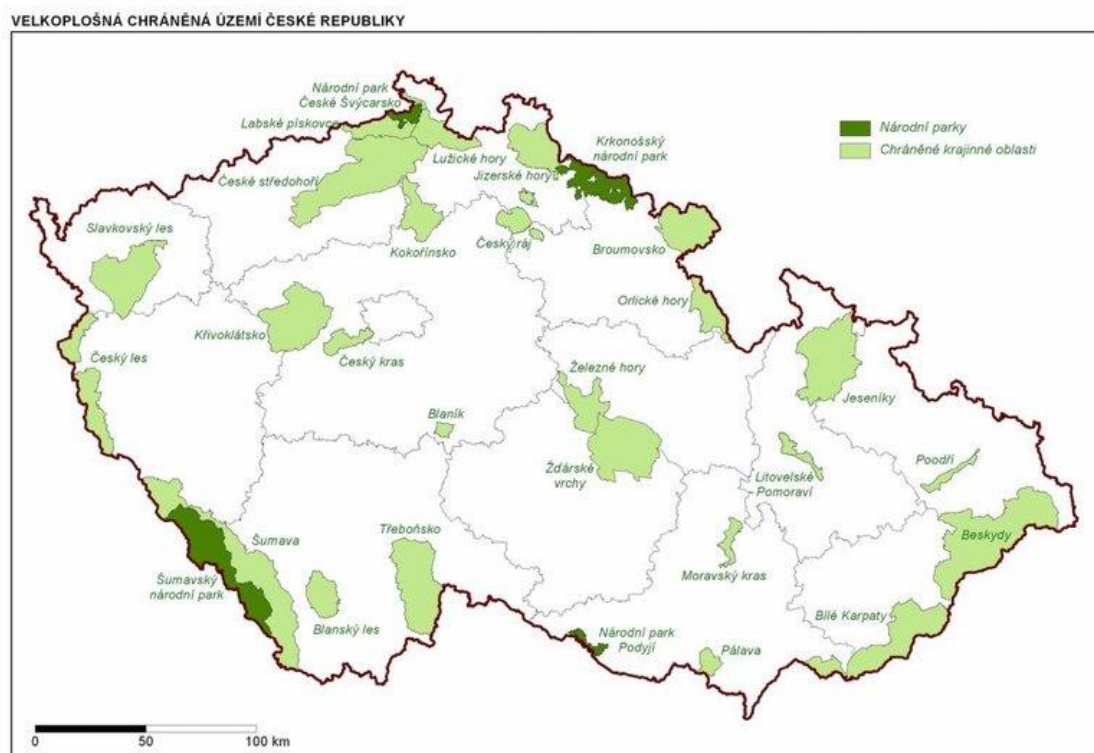 VELKOPLOŠNÁ CHRÁNĚNÁ ÚZEMÍ ČESKÉ REPUBLIKY
Národní park
České Švýcarsko
Labské pískovce
Lužické hory
Krkonošský
národní park
Jizerské hory
České středohoří
Národní parky
Chráněné krajinné oblasti
Slavkovský les
Kokořínsko
Český ráj
Broumovsko
Orlické hory
Křivoklátsko
Český kras
Český les
Železné hory
Jeseníky
Blaník
Žďárské
vrchy
Litovelské
Pomoraví
Poodří
Šumava
Třeboňsko
Beskydy
Šumavský
národní park
Moravský kras
Blanský les
Bílé Karpaty
Národní park
Podyjí
Pálava
0 50 100 km